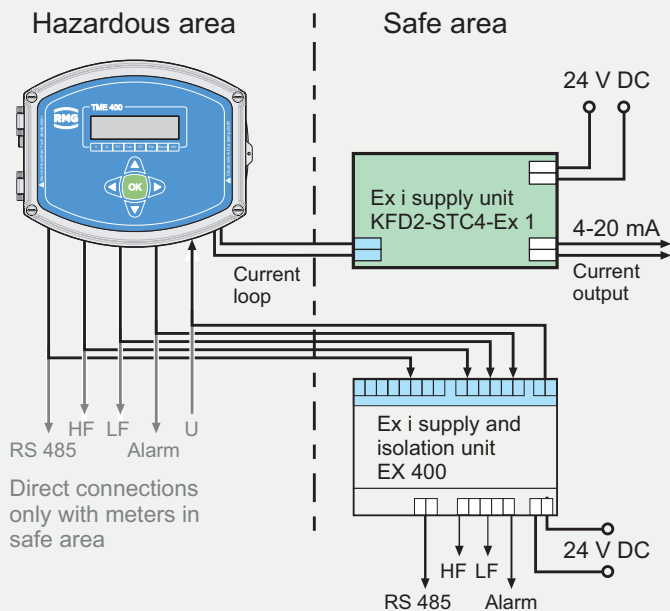 Hazardous area
Safe area
24 V DC
RMG
TME 400
OK
Ex i supply unit
KFD2-STC4-Ex 1
4-20 mA
Current
output
Current
loop
HF
LF
U
RS 485
Alarm
Direct connections
only with meters in
safe area
Ex i supply and
isolation unit
EX 400
24 V DC
HF
LF
RS 485
Alarm